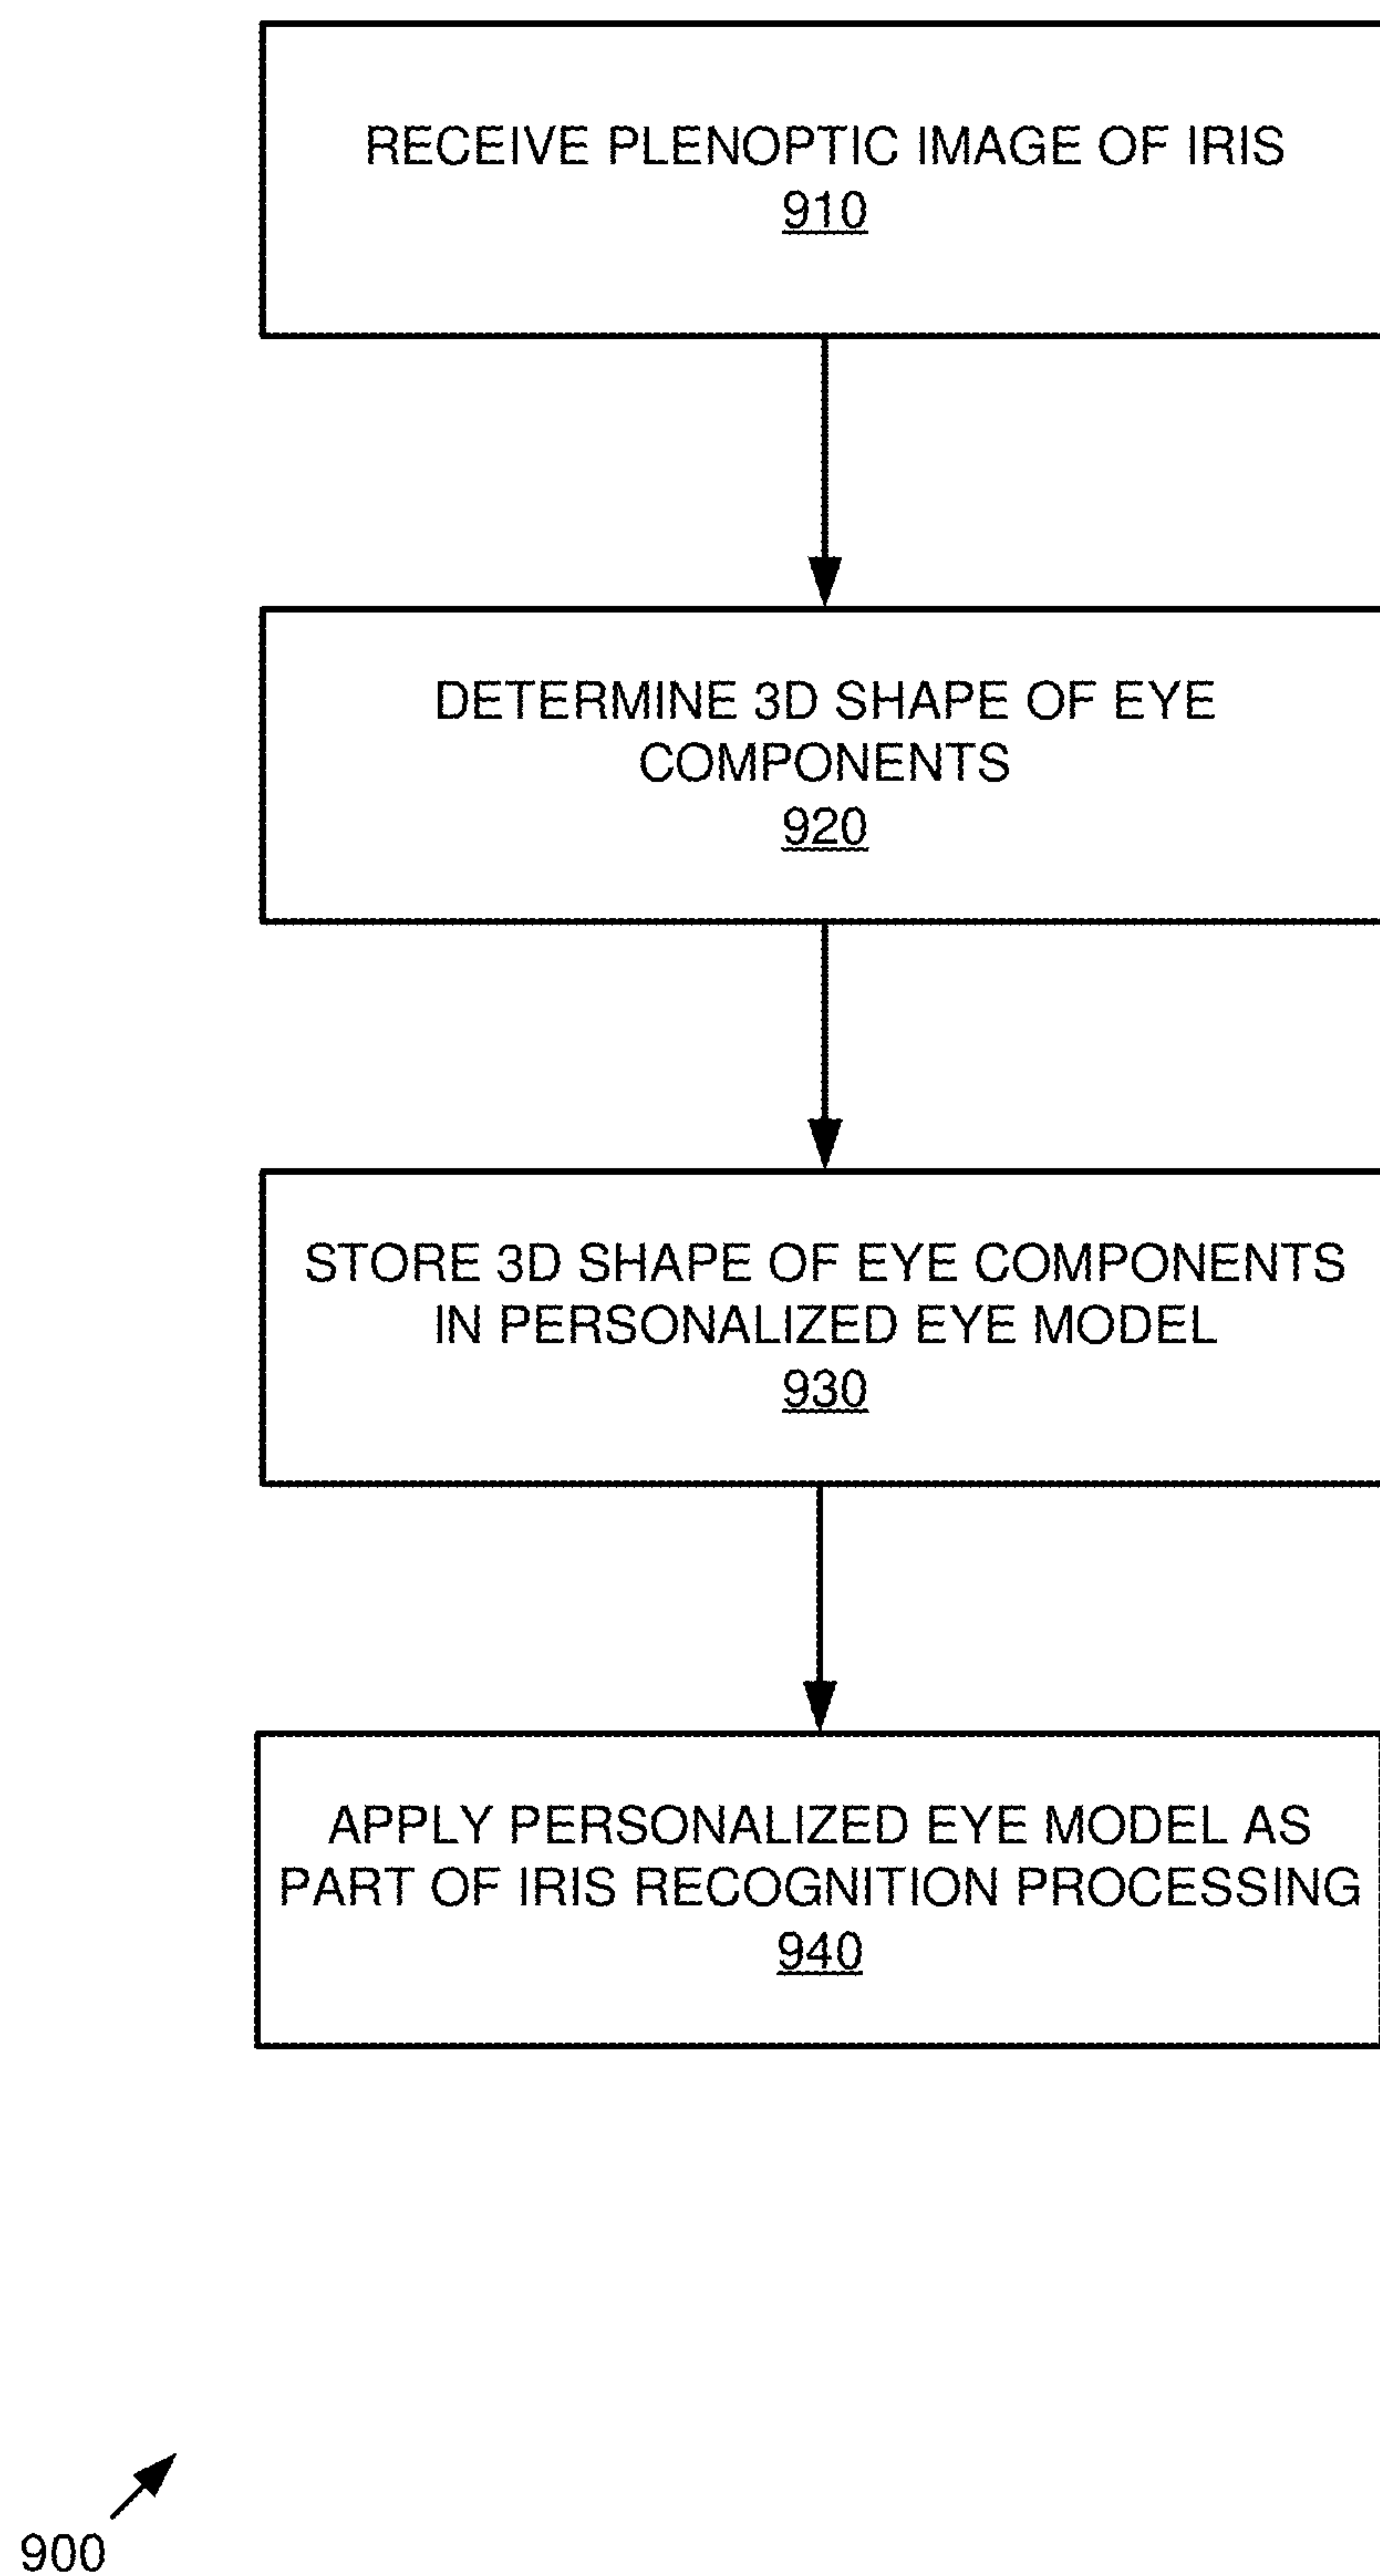 RECEIVE PLENOPTIC IMAGE OF IRIS
910
DETERMINE 3D SHAPE OF EYE
COMPONENTS
920
STORE 3D SHAPE OF EYE COMPONENTS
IN PERSONALIZED EYE MODEL
930
APPLY PERSONALIZED EYE MODEL AS
PART OF IRIS RECOGNITION PROCESSING
940
900